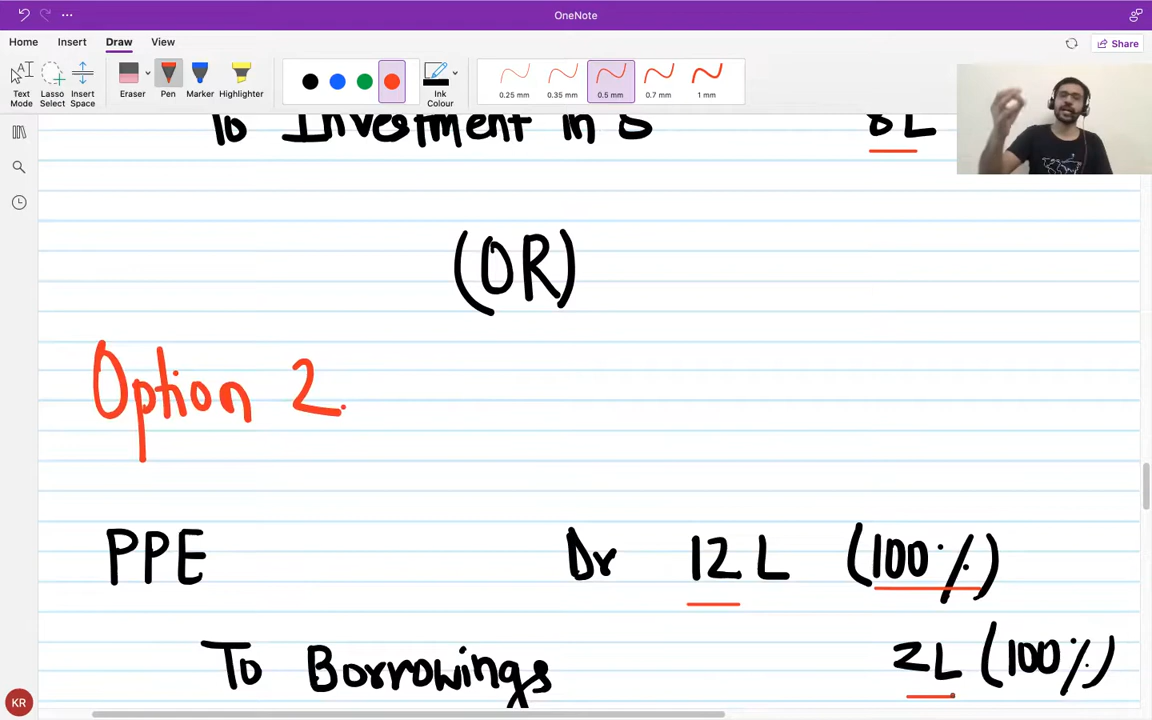 OneNote
Home Insert Draw View
Share
Text Mode
Lasso Select
Insert Space
Eraser
Pen
Marker
Highlighter
Ink Colour
0.25 mm
0.35 mm
0.5 mm
0.7 mm
1 mm
To Investment in S 8L
(OR)
Option 2.
PPE Dr 12 L (100%)
To Borrowings 2L (100%)
KR